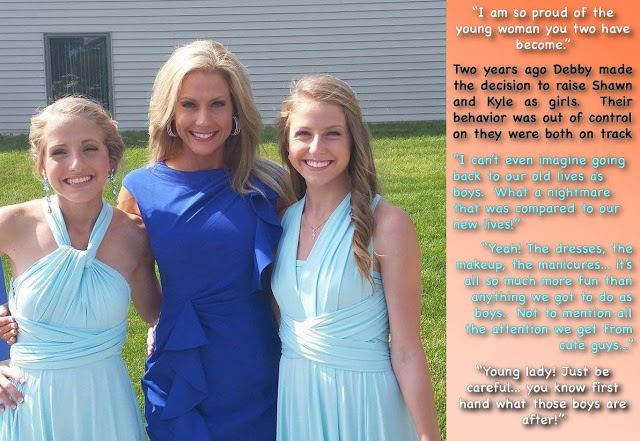 "I am so proud of the
young woman you two have
become."
Two years ago Debby made
the decision to raise Shawn
and Kyle as girls. Their
behavior was out of control
on they were both on track
"I can't even imagine going
back to our old lives as
boys. What a nightmare
that was compared to our
new lives!"
"Yeah! The dresses, the
makeup, the manicures... it's
all so much more fun than
anything we got to do as
boys. Not to mention all
the attention we get from
cute guys..."
"Young lady! Just be
careful... you know first
hand what those boys are
after!"